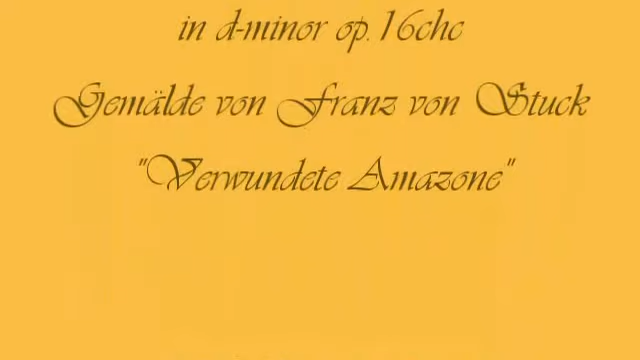 in d-minor op.16chc
Gemälde von Franz von Stuck
"Verwundete Amazone"